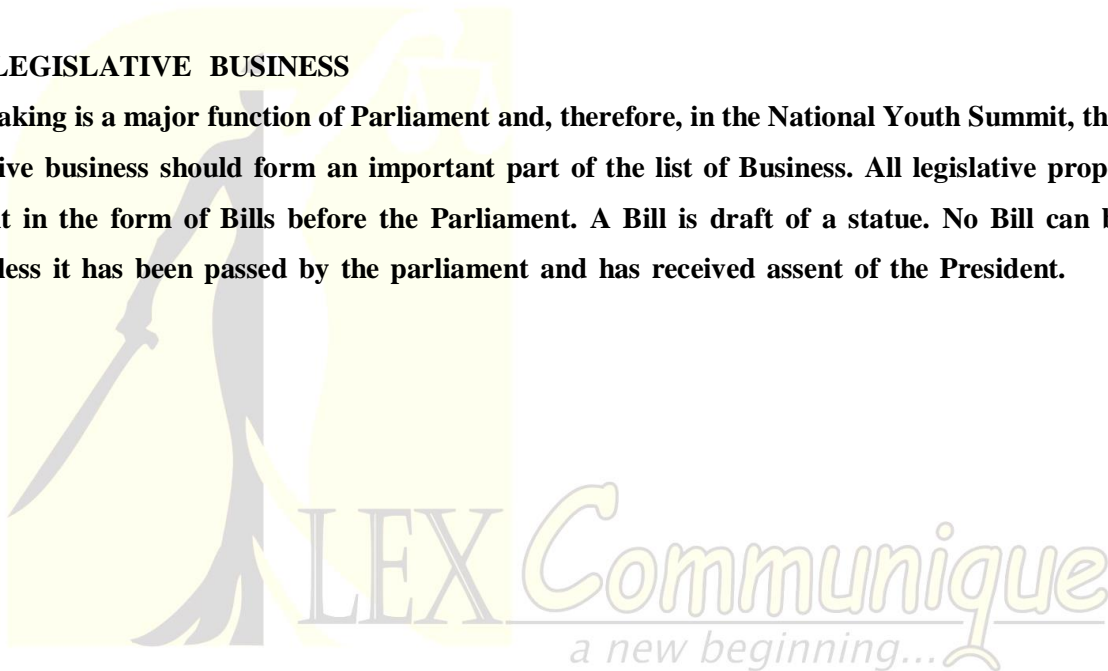 LEGISLATIVE BUSINESS
aking is a major function of Parliament and, therefore, in the National Youth Summit, th
ive business should form an important part of the list of Business. All legislative prop
t in the form of Bills before the Parliament. A Bill is draft of a statue. No Bill can b
less it has been passed by the parliament and has received assent of the President.
LEX Communique
a new beginning...